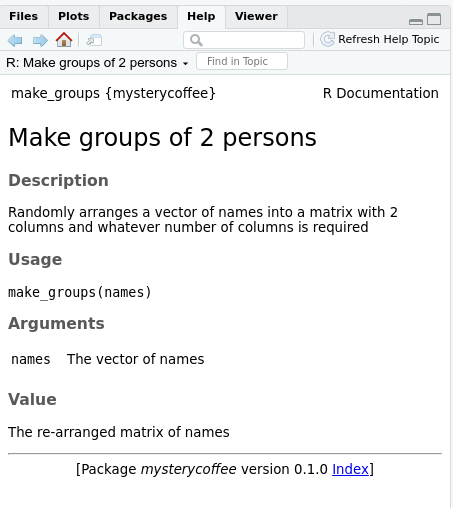 Files Plots Packages Help Viewer
Refresh Help Topic
R: Make groups of 2 persons Find in Topic
make_groups {mysterycoffee} R Documentation
Make groups of 2 persons
Description
Randomly arranges a vector of names into a matrix with 2
columns and whatever number of columns is required
Usage
make_groups(names)
Arguments
names The vector of names
Value
The re-arranged matrix of names
[Package mysterycoffee version 0.1.0 Index]